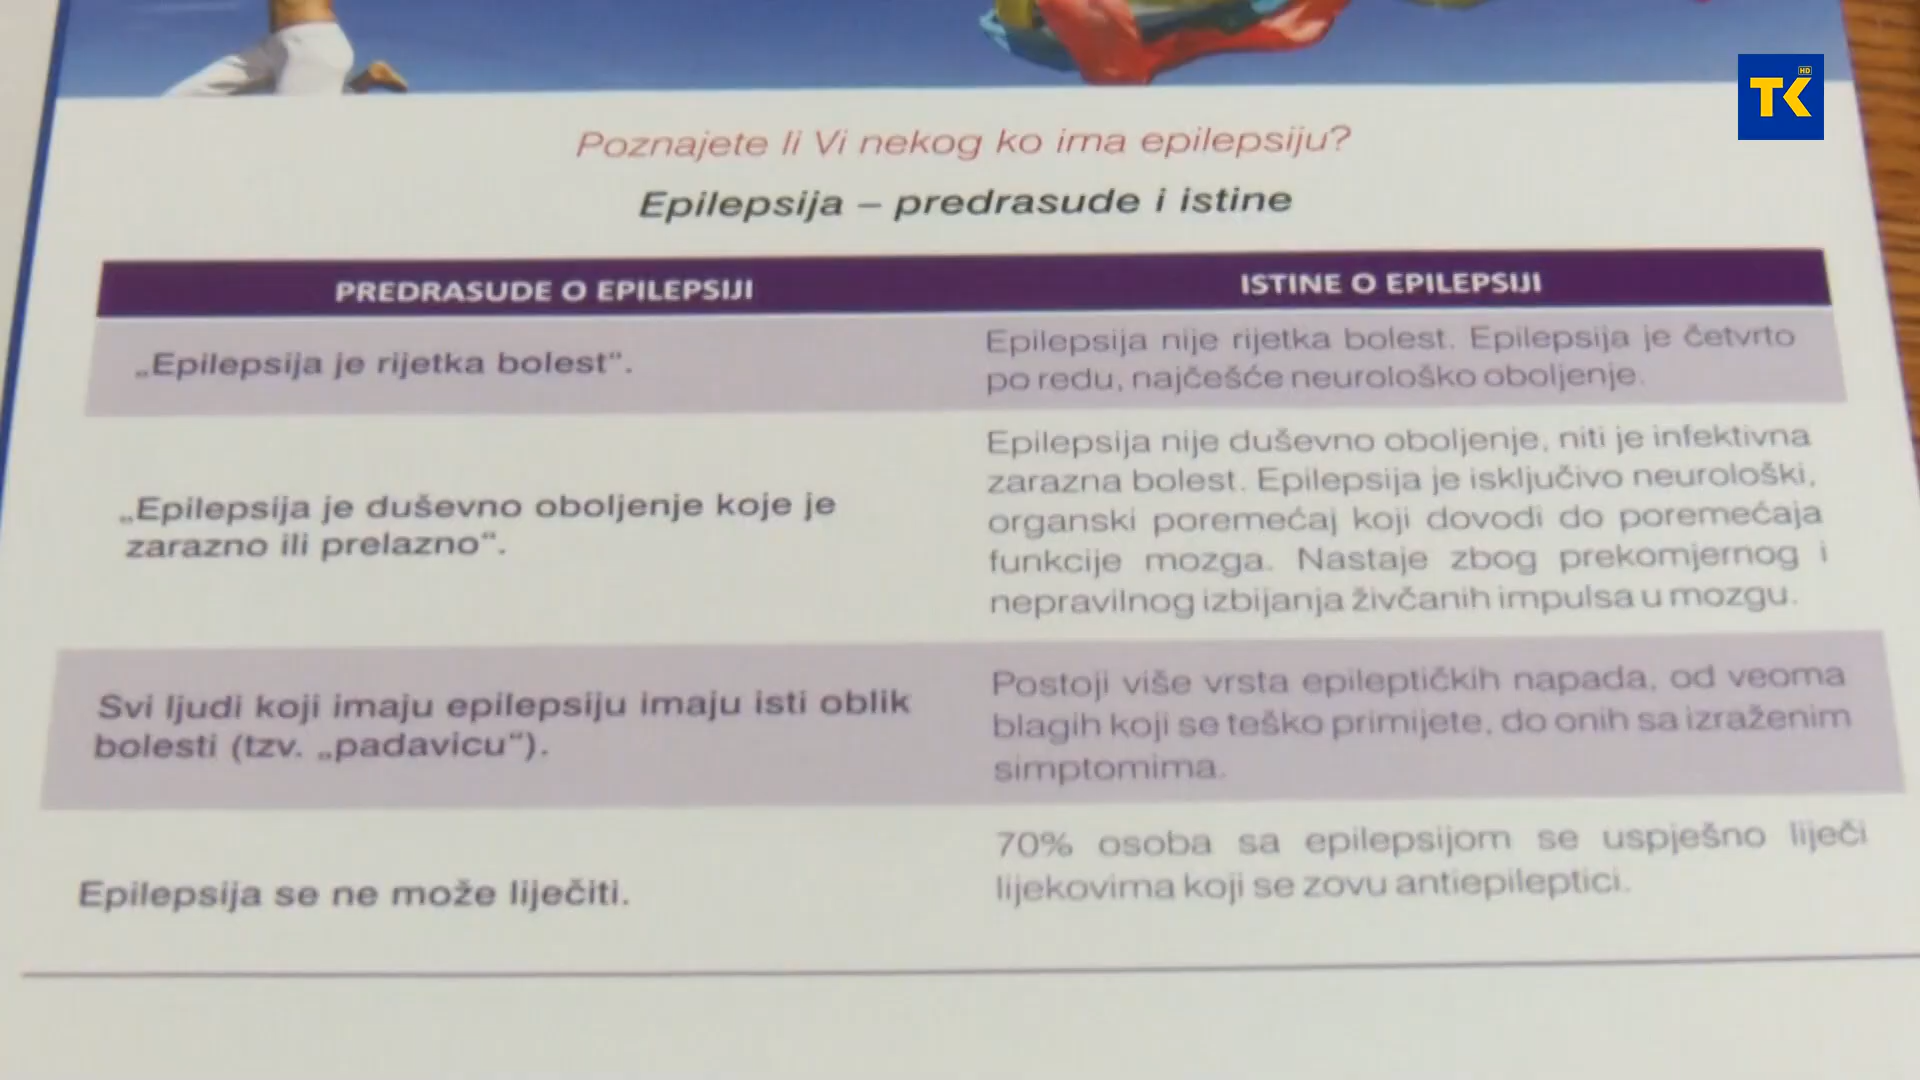 TK HD
Poznajete li Vi nekog ko ima epilepsiju?
Epilepsija – predrasude i istine
PREDRASUDE O EPILEPSIJI
ISTINE O EPILEPSIJI
„Epilepsija je rijetka bolest“.
Epilepsija nije rijetka bolest. Epilepsija je četvrto
po redu, najčešće neurološko oboljenje.
„Epilepsija je duševno oboljenje koje je
zarazno ili prelazno“.
Epilepsija nije duševno oboljenje, niti je infektivna
zarazna bolest. Epilepsija je isključivo neurološki,
organski poremećaj koji dovodi do poremećaja
funkcije mozga. Nastaje zbog prekomjernog i
nepravilnog izbijanja živčanih impulsa u mozgu.
Svi ljudi koji imaju epilepsiju imaju isti oblik
bolesti (tzv. „padavicu“).
Postoji više vrsta epileptičkih napada, od veoma
blagih koji se teško primijete, do onih sa izraženim
simptomima.
Epilepsija se ne može liječiti.
70% osoba sa epilepsijom se uspješno liječi
lijekovima koji se zovu antiepileptici.